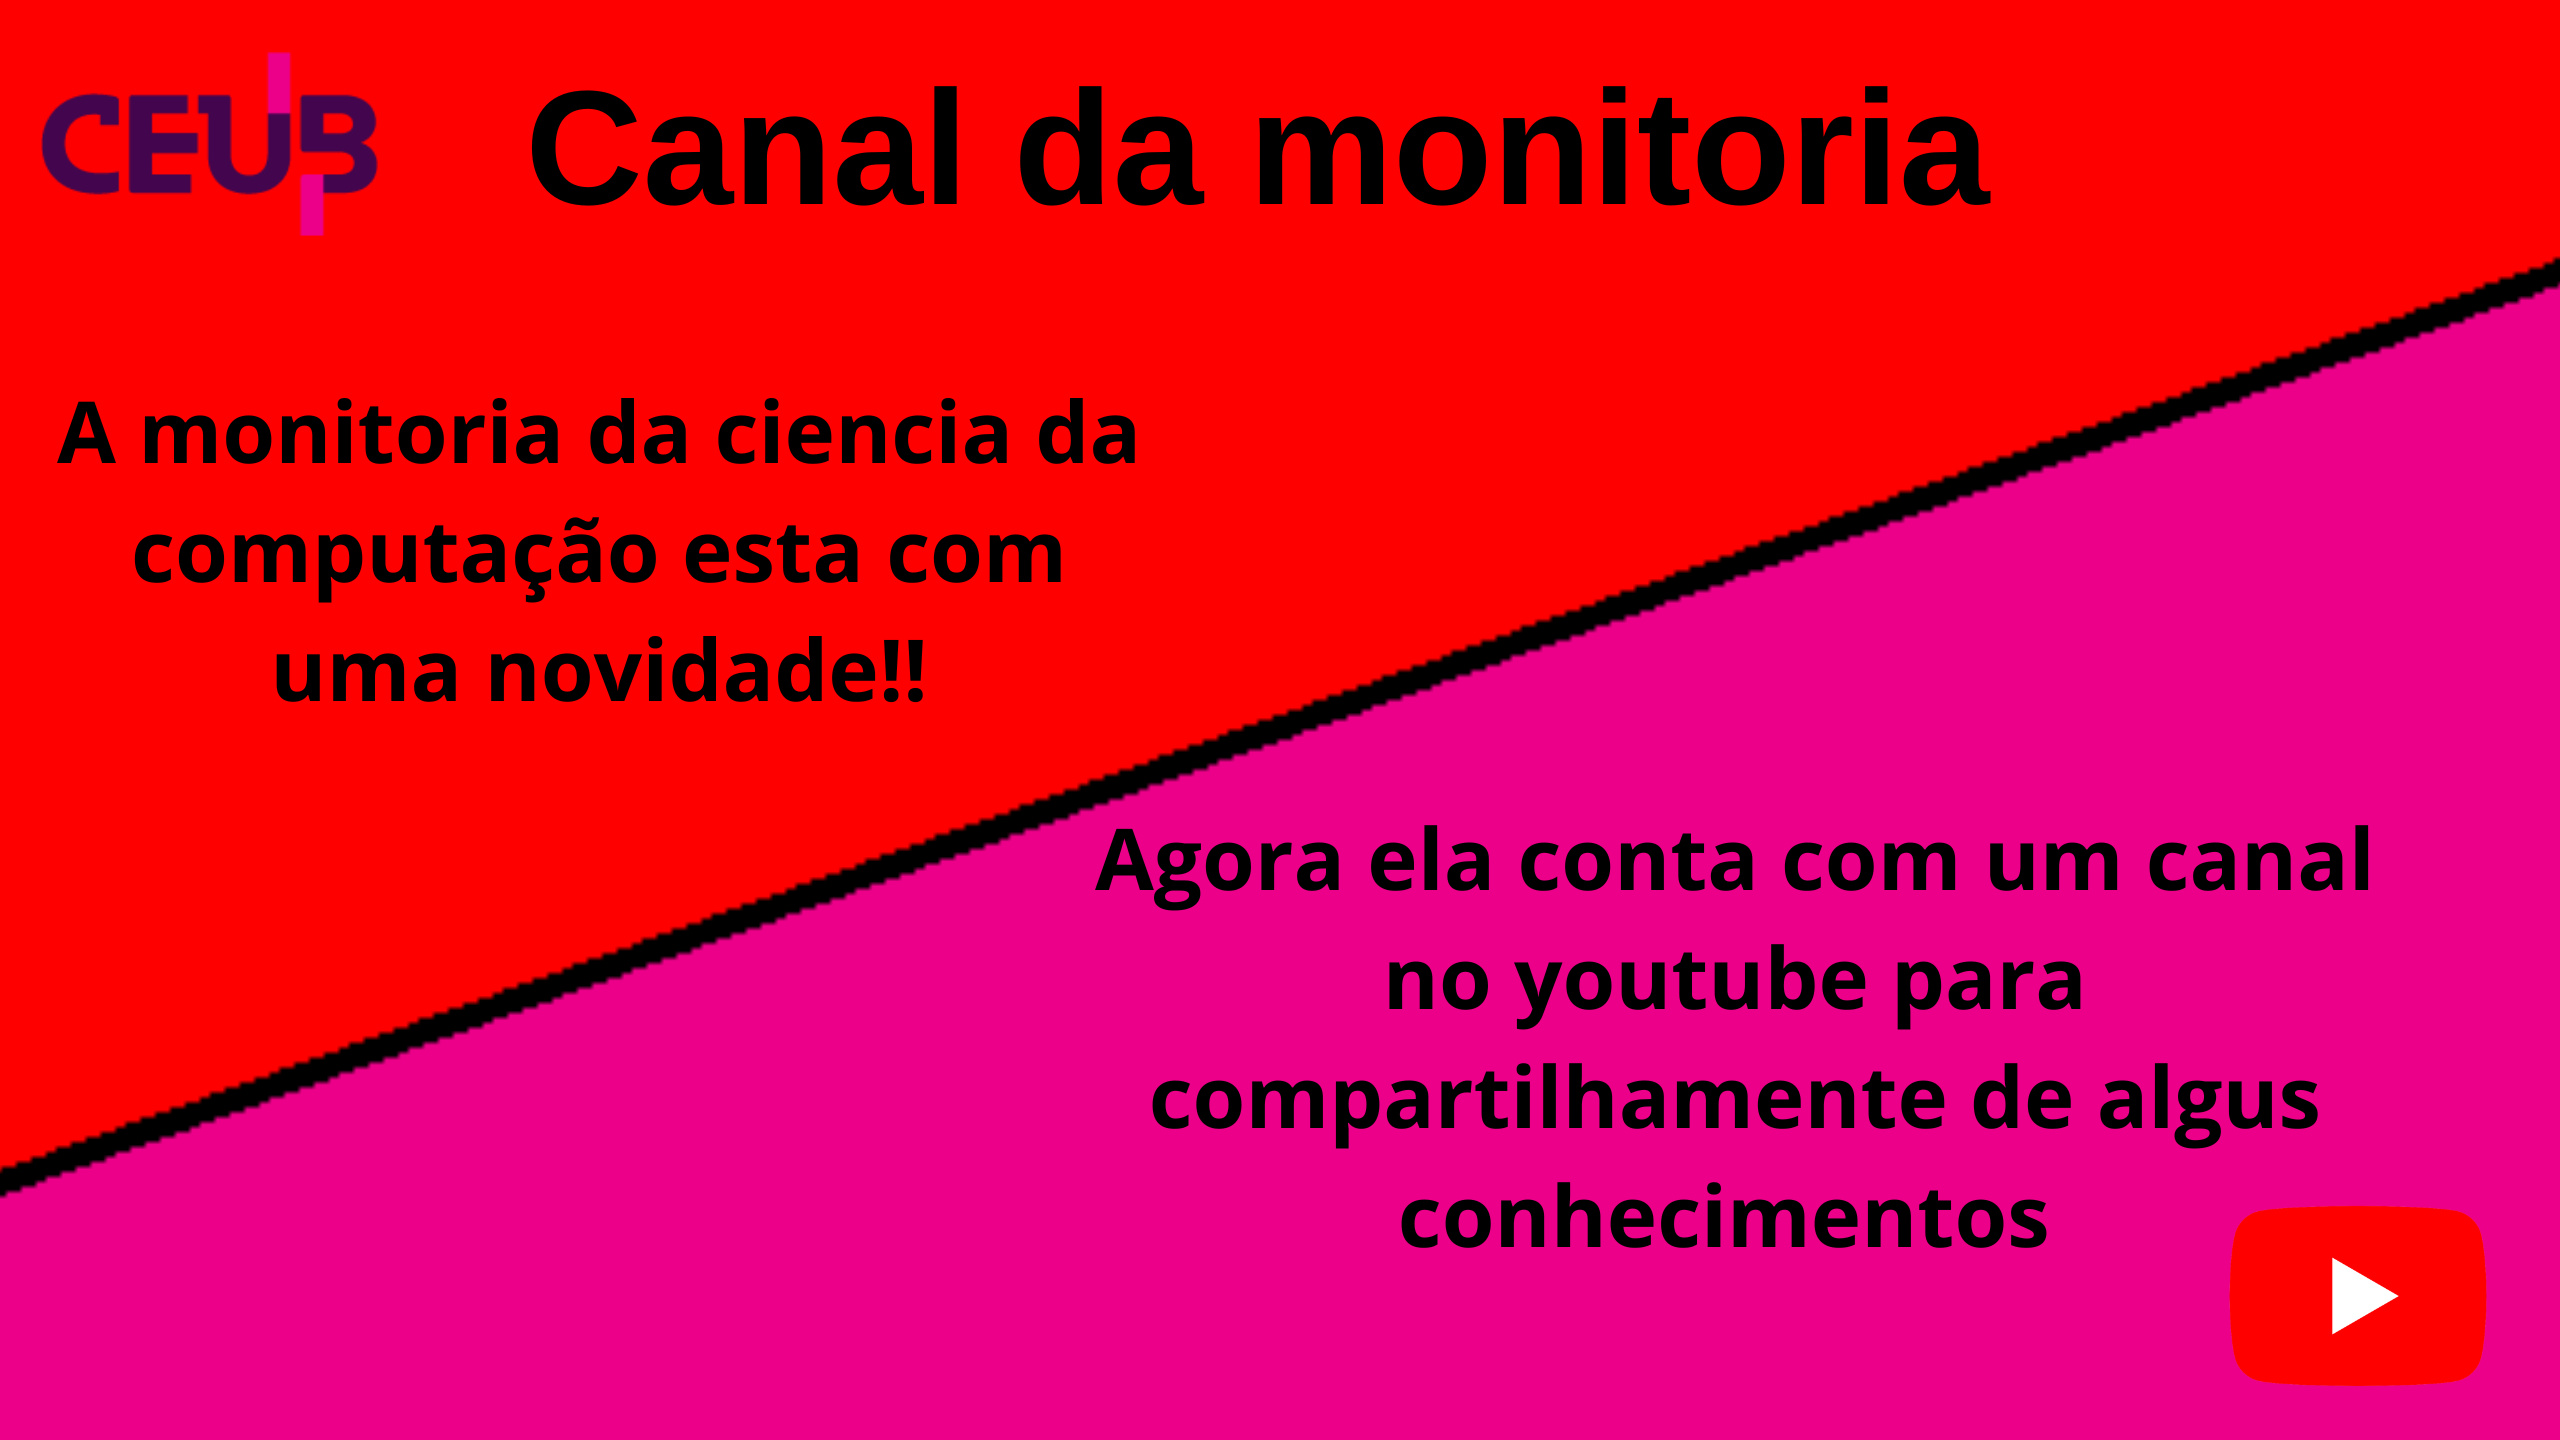 CEUB
Canal da monitoria
A monitoria da ciencia da
computação esta com
uma novidade!!
Agora ela conta com um canal
no youtube para
compartilhamente de algus
conhecimentos